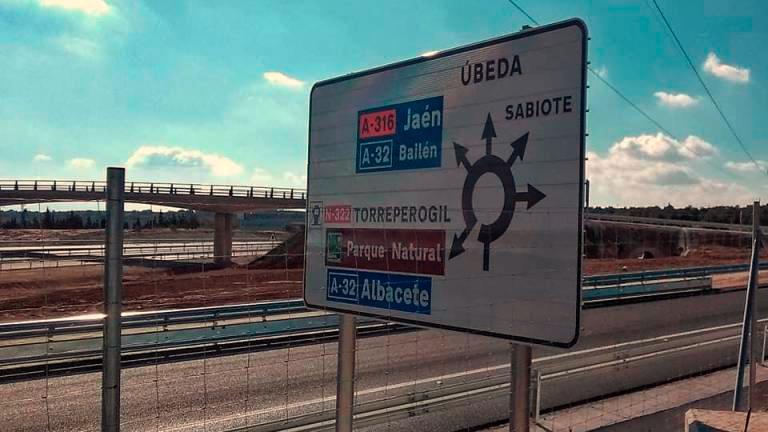 ÚBEDA
SABIOTE
A-316 Jaén
A-32 Bailén
N-322 TORREPEROGIL
Parque Natural
A-32 Albacete